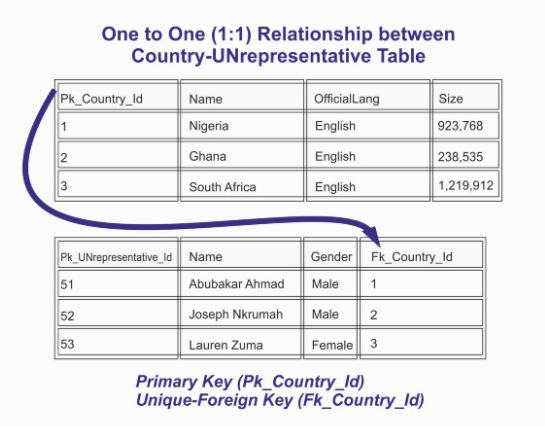 One to One (1:1) Relationship between
Country-UNrepresentative Table
Pk_Country_Id Name OfficialLang Size
1 Nigeria English 923,768
2 Ghana English 238,535
3 South Africa English 1,219,912
Pk_UNrepresentative_Id Name Gender Fk_Country_Id
51 Abubakar Ahmad Male 1
52 Joseph Nkrumah Male 2
53 Lauren Zuma Female 3
Primary Key (Pk_Country_Id)
Unique-Foreign Key (Fk_Country_Id)